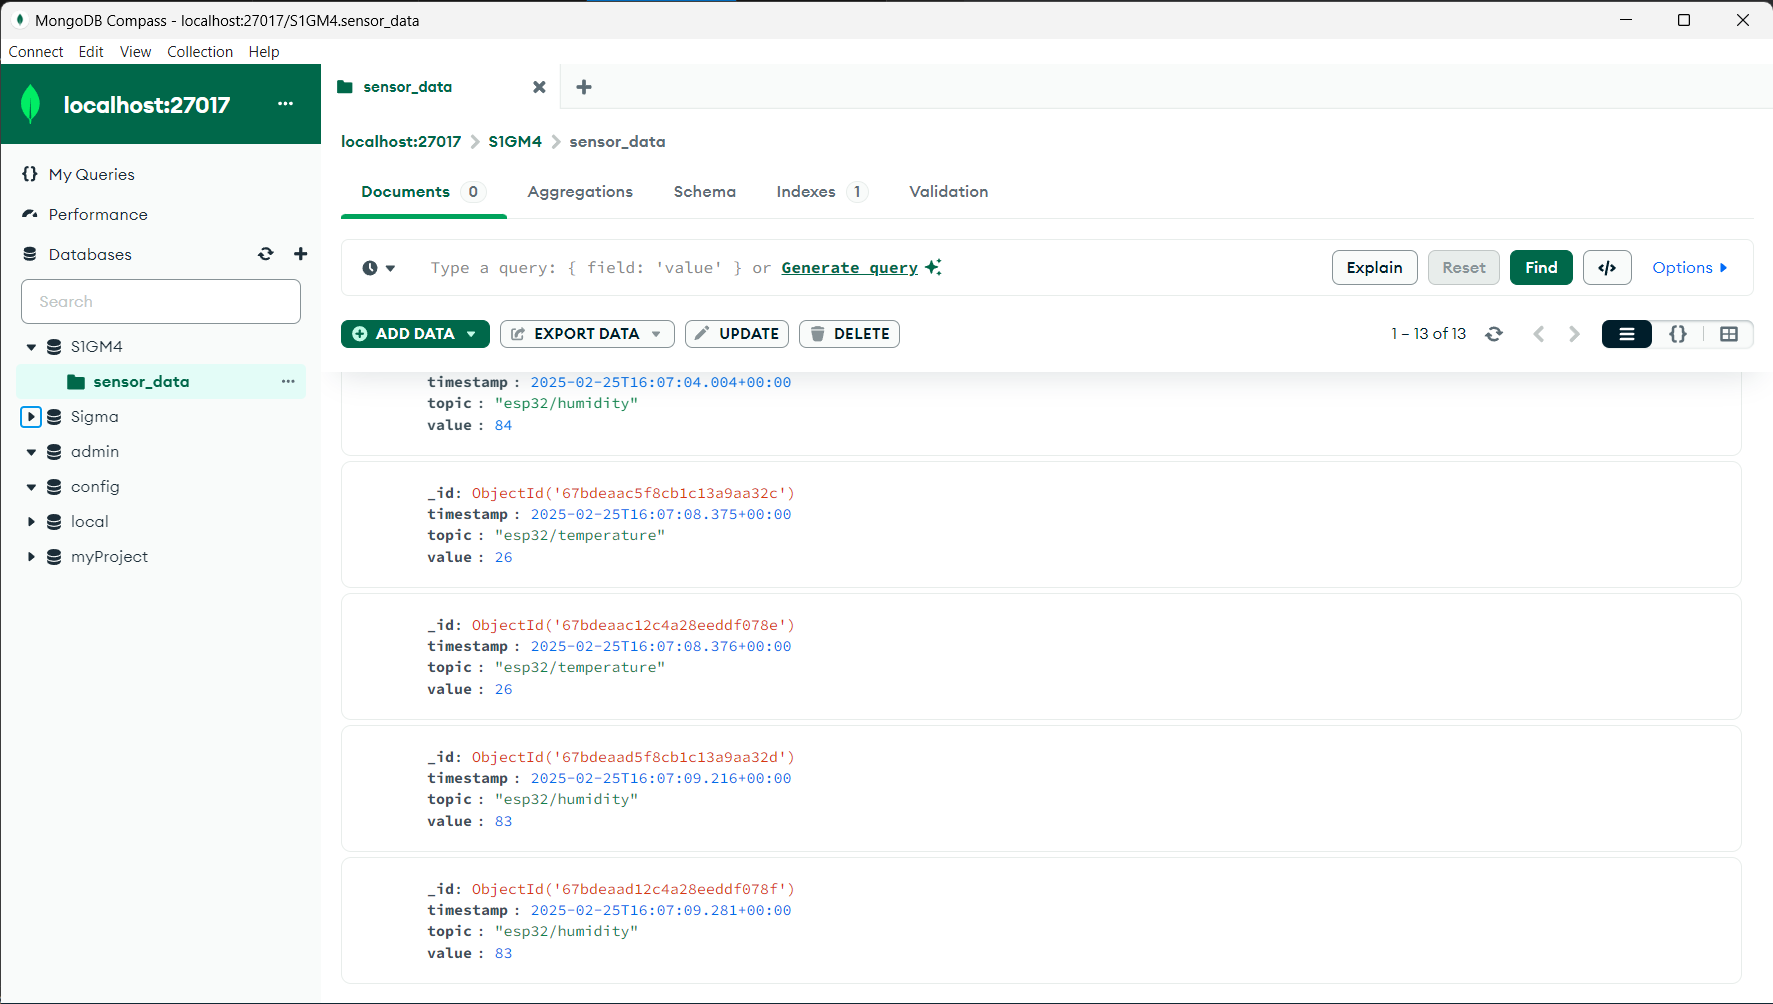 MongoDB Compass - localhost:27017/S1GM4.sensor_data
Connect Edit View Collection Help
localhost:27017 ...
My Queries
Performance
Databases
Search
S1GM4
sensor_data ...
Sigma
admin
config
local
myProject
sensor_data
localhost:27017 > S1GM4 > sensor_data
Documents 0 Aggregations Schema Indexes 1 Validation
Type a query: { field: 'value' } or Generate query
Explain Reset Find </> Options
ADD DATA EXPORT DATA UPDATE DELETE
1 – 13 of 13 {}
timestamp : 2025-02-25T16:07:04.004+00:00
topic : "esp32/humidity"
value : 84
_id: ObjectId('67bdeaac5f8cb1c13a9aa32c')
timestamp : 2025-02-25T16:07:08.375+00:00
topic : "esp32/temperature"
value : 26
_id: ObjectId('67bdeaac12c4a28eeddf078e')
timestamp : 2025-02-25T16:07:08.376+00:00
topic : "esp32/temperature"
value : 26
_id: ObjectId('67bdeaad5f8cb1c13a9aa32d')
timestamp : 2025-02-25T16:07:09.216+00:00
topic : "esp32/humidity"
value : 83
_id: ObjectId('67bdeaad12c4a28eeddf078f')
timestamp : 2025-02-25T16:07:09.281+00:00
topic : "esp32/humidity"
value : 83